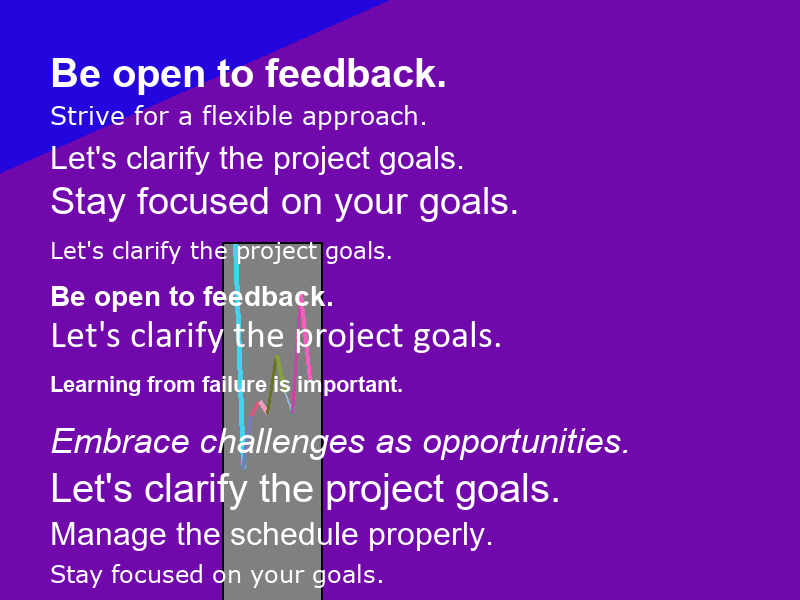 Be open to feedback.
Strive for a flexible approach.
Let's clarify the project goals.
Stay focused on your goals.
Let's clarify the project goals.
Be open to feedback.
Let's clarify the project goals.
Learning from failure is important.
Embrace challenges as opportunities.
Let's clarify the project goals.
Manage the schedule properly.
Stay focused on your goals.